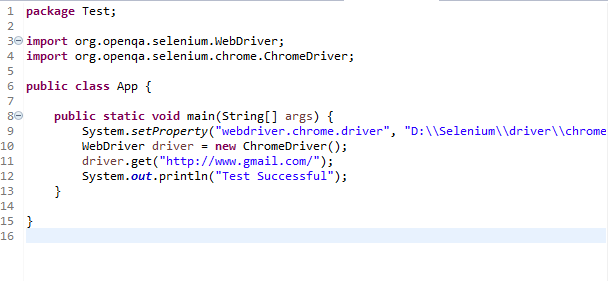 1 package Test;
2
3 import org.openqa.selenium.WebDriver;
4 import org.openqa.selenium.chrome.ChromeDriver;
5
6 public class App {
7
8     public static void main(String[] args) {
9         System.setProperty("webdriver.chrome.driver", "D:\\Selenium\\driver\\chrome
10         WebDriver driver = new ChromeDriver();
11         driver.get("http://www.gmail.com/");
12         System.out.println("Test Successful");
13     }
14
15 }
16